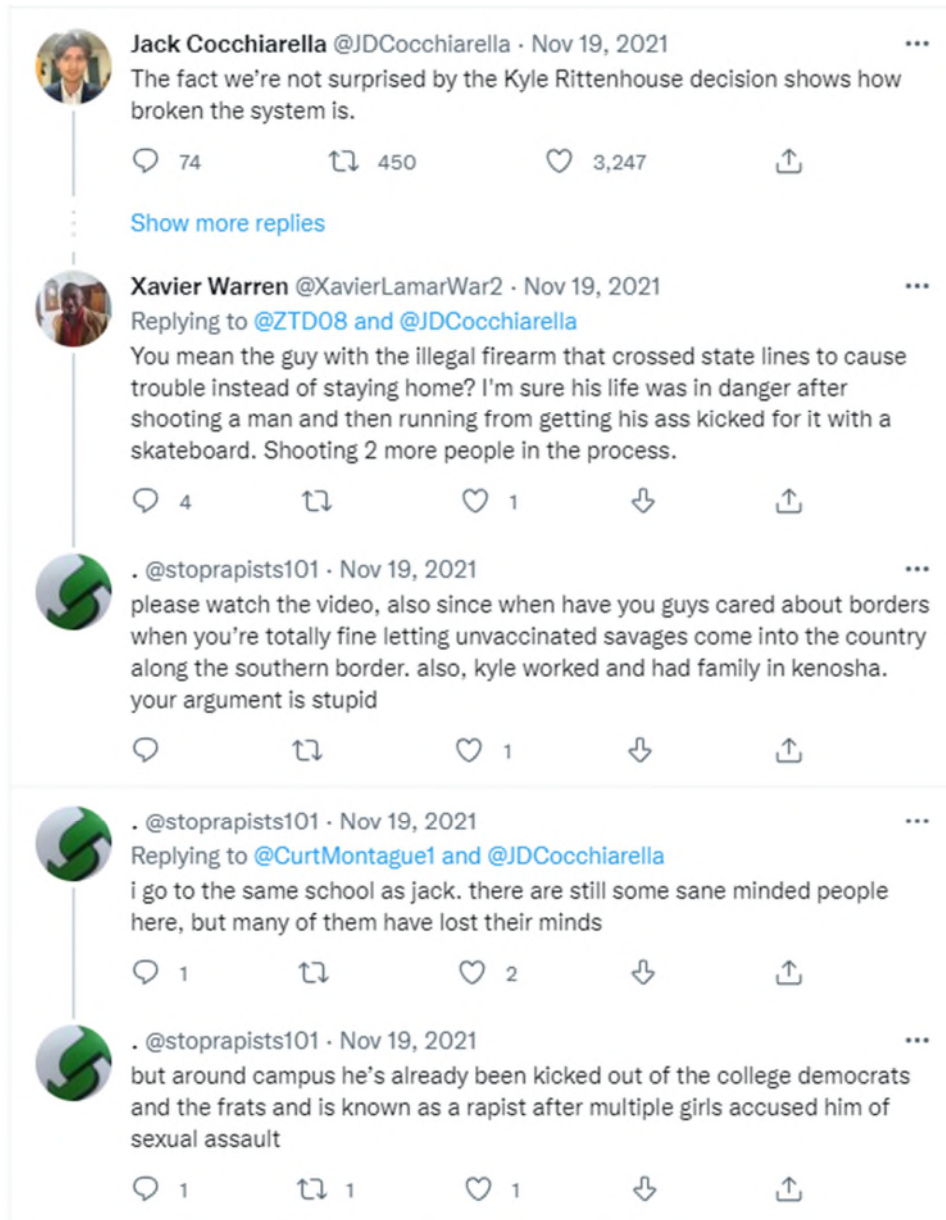 Jack Cocchiarella @JDCocchiarella · Nov 19, 2021
The fact we're not surprised by the Kyle Rittenhouse decision shows how
broken the system is.
74 450 3,247
Show more replies
Xavier Warren @XavierLamarWar2 · Nov 19, 2021
Replying to @ZTD08 and @JDCocchiarella
You mean the guy with the illegal firearm that crossed state lines to cause
trouble instead of staying home? I'm sure his life was in danger after
shooting a man and then running from getting his ass kicked for it with a
skateboard. Shooting 2 more people in the process.
4 1
. @stoprapists101 · Nov 19, 2021
please watch the video, also since when have you guys cared about borders
when you're totally fine letting unvaccinated savages come into the country
along the southern border. also, kyle worked and had family in kenosha.
your argument is stupid
1
. @stoprapists101 · Nov 19, 2021
Replying to @CurtMontague1 and @JDCocchiarella
i go to the same school as jack. there are still some sane minded people
here, but many of them have lost their minds
1 2
. @stoprapists101 · Nov 19, 2021
but around campus he's already been kicked out of the college democrats
and the frats and is known as a rapist after multiple girls accused him of
sexual assault
1 1 1